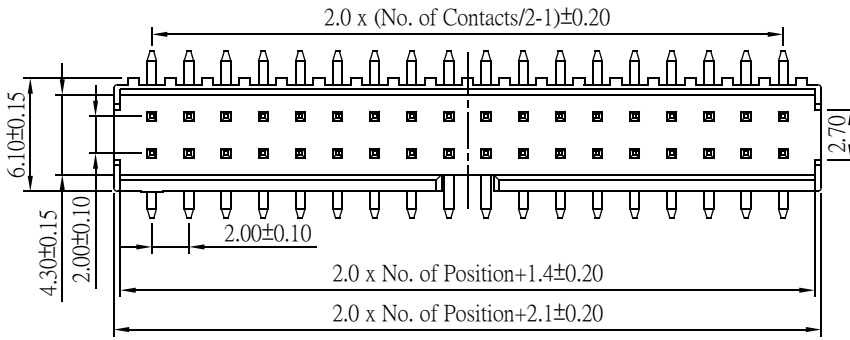 2.0 x (No. of Contacts/2-1)±0.20
6.10±0.15
4.30±0.15
2.00±0.10
2.70
2.00±0.10
2.0 x No. of Position+1.4±0.20
2.0 x No. of Position+2.1±0.20